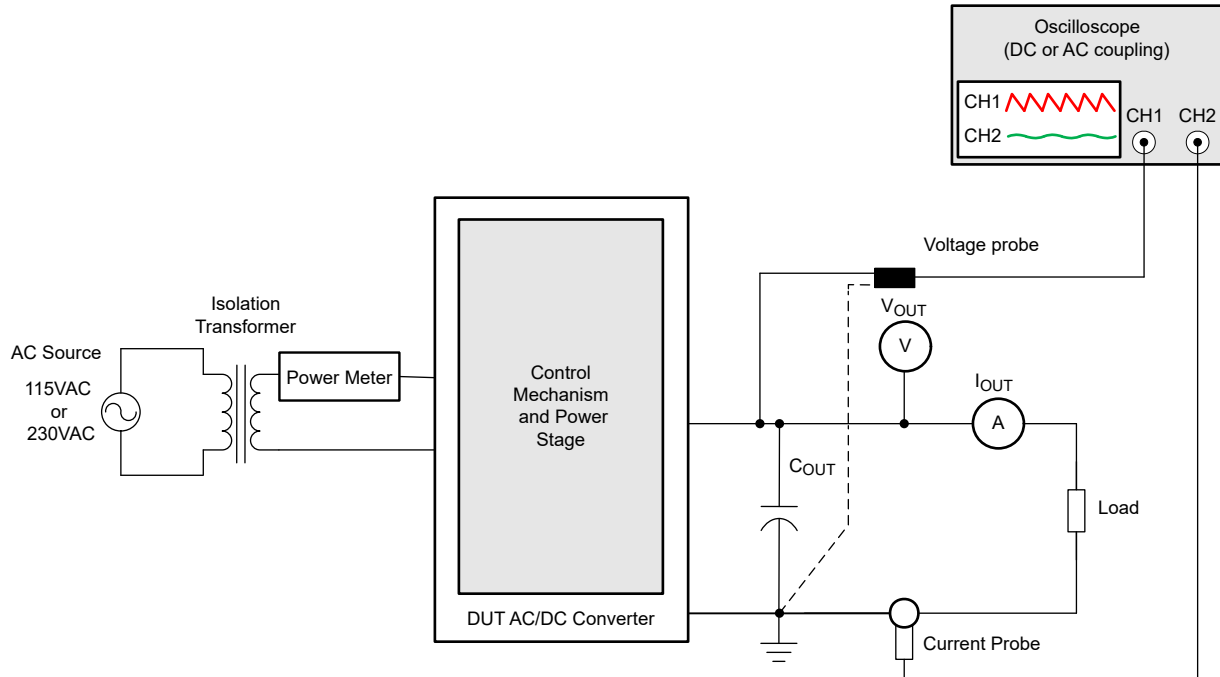 Oscilloscope
(DC or AC coupling)
CH1
CH2
CH1
CH2
Voltage probe
VOUT
V
Isolation
Transformer
AC Source
115VAC
or
230VAC
Power Meter
Control
Mechanism
and Power
Stage
IOUT
A
COUT
Load
DUT AC/DC Converter
Current Probe